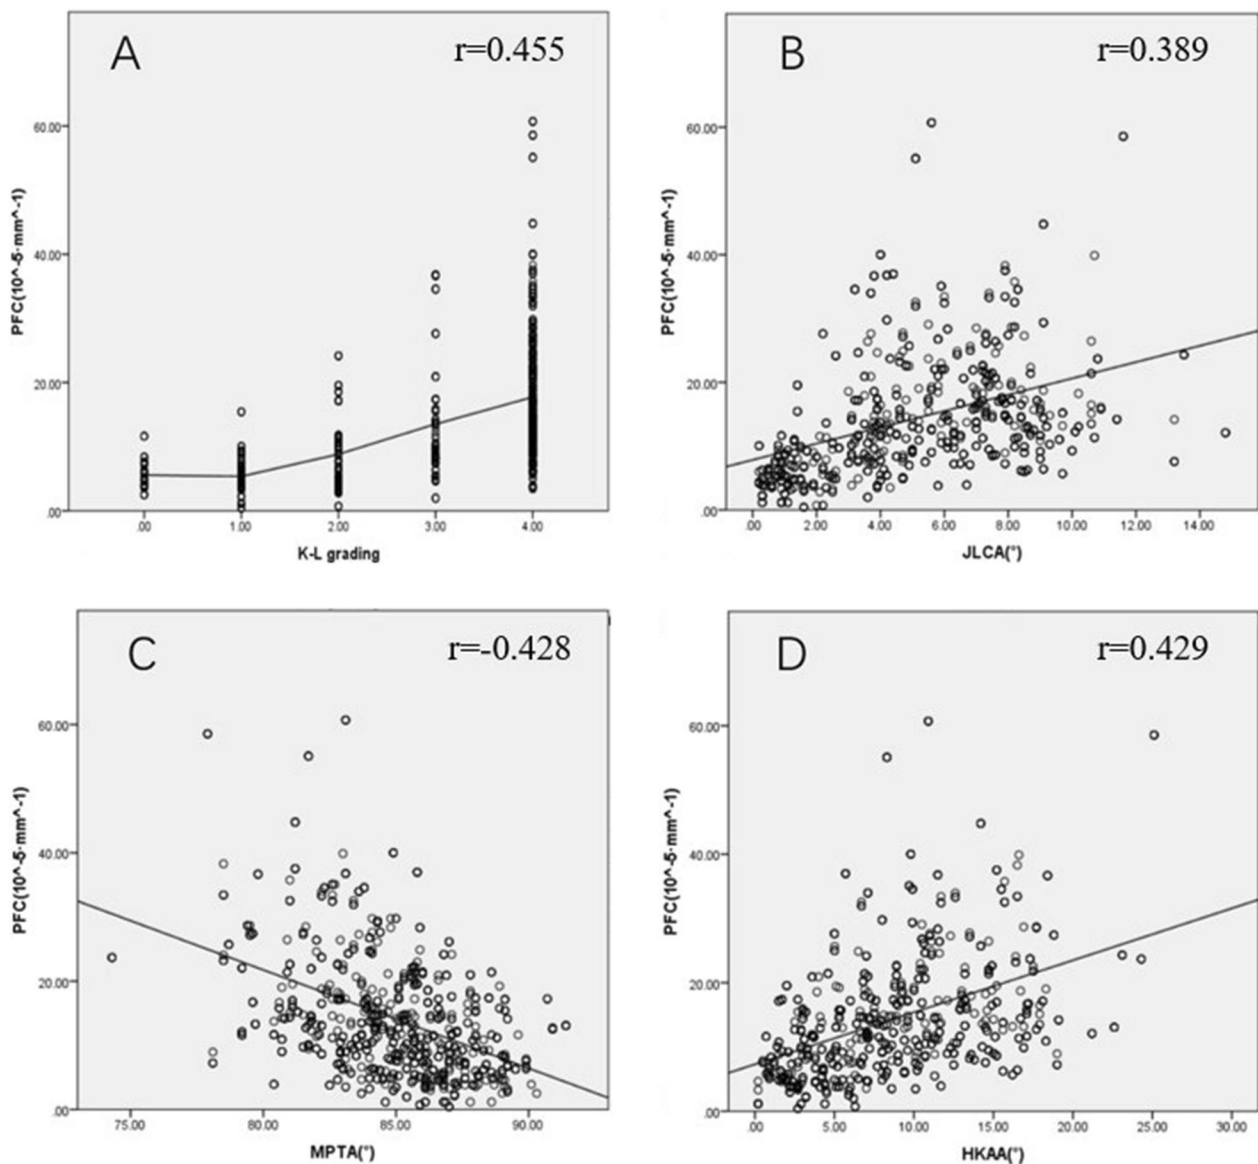 A
r=0.455
PFC(10^-5·mm^-1)
60.00
40.00
20.00
.00
.00 1.00 2.00 3.00 4.00
K-L grading
B
r=0.389
PFC(10^-5·mm^-1)
60.00
40.00
20.00
.00
.00 2.00 4.00 6.00 8.00 10.00 12.00 14.00
JLCA(°)
C
r=-0.428
PFC(10^-5·mm^-1)
60.00
40.00
20.00
.00
75.00 80.00 85.00 90.00
MPTA(°)
D
r=0.429
PFC(10^-5·mm^-1)
60.00
40.00
20.00
.00
.00 5.00 10.00 15.00 20.00 25.00 30.00
HKAA(°)